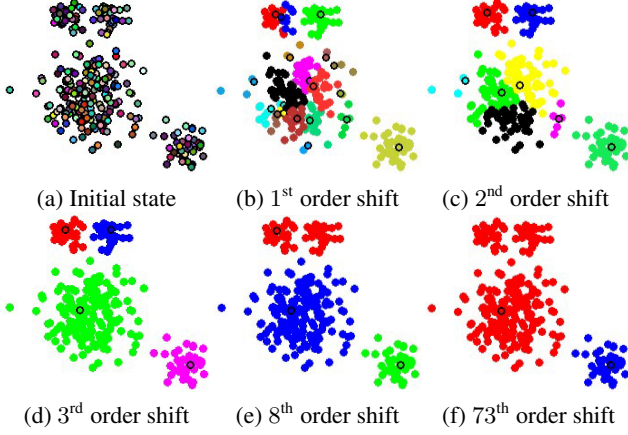 (a) Initial state (b) 1st order shift (c) 2nd order shift
(d) 3rd order shift (e) 8th order shift (f) 73th order shift